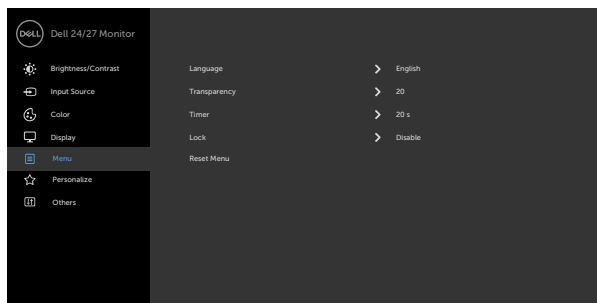 DELL Dell 24/27 Monitor
Brightness/Contrast Language English
Input Source Transparency 20
Color Timer 20 s
Display Lock Disable
Menu Reset Menu
Personalize
Others